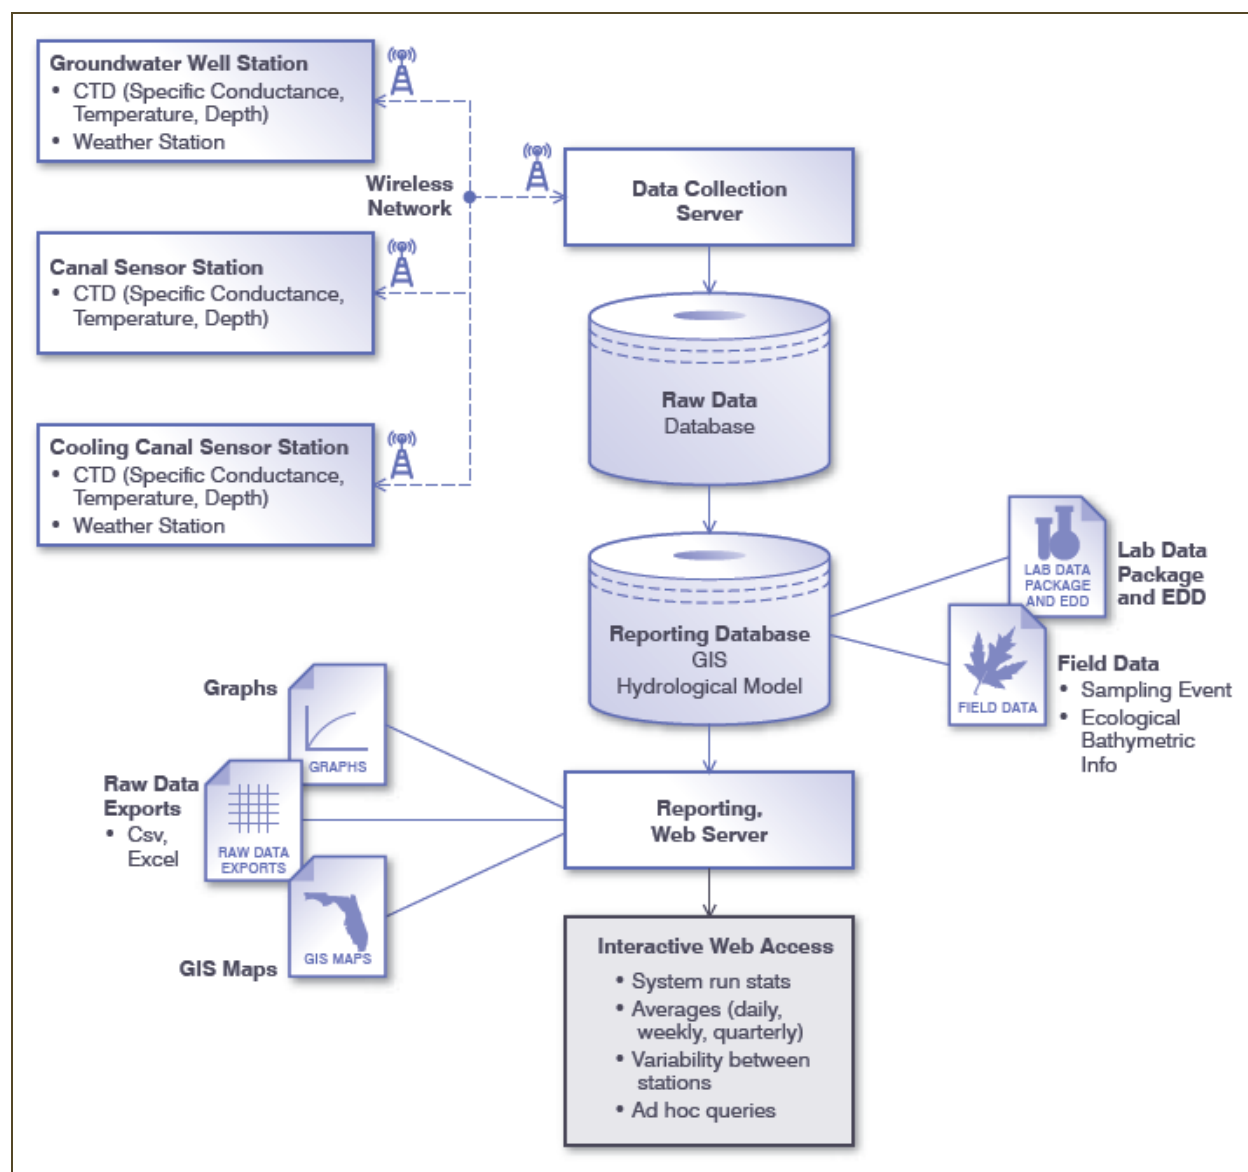 Groundwater Well Station
• CTD (Specific Conductance,
Temperature, Depth)
• Weather Station
Wireless
Network
Data Collection
Server
Canal Sensor Station
• CTD (Specific Conductance,
Temperature, Depth)
Raw Data
Database
Cooling Canal Sensor Station
• CTD (Specific Conductance,
Temperature, Depth)
• Weather Station
Reporting Database
GIS
Hydrological Model
LAB DATA
PACKAGE
AND EDD
Lab Data
Package
and EDD
FIELD DATA
Field Data
• Sampling Event
• Ecological
Bathymetric
Info
Graphs
GRAPHS
Raw Data
Exports
• Csv,
Excel
RAW DATA
EXPORTS
GIS Maps
GIS MAPS
Reporting,
Web Server
Interactive Web Access
• System run stats
• Averages (daily,
weekly, quarterly)
• Variability between
stations
• Ad hoc queries